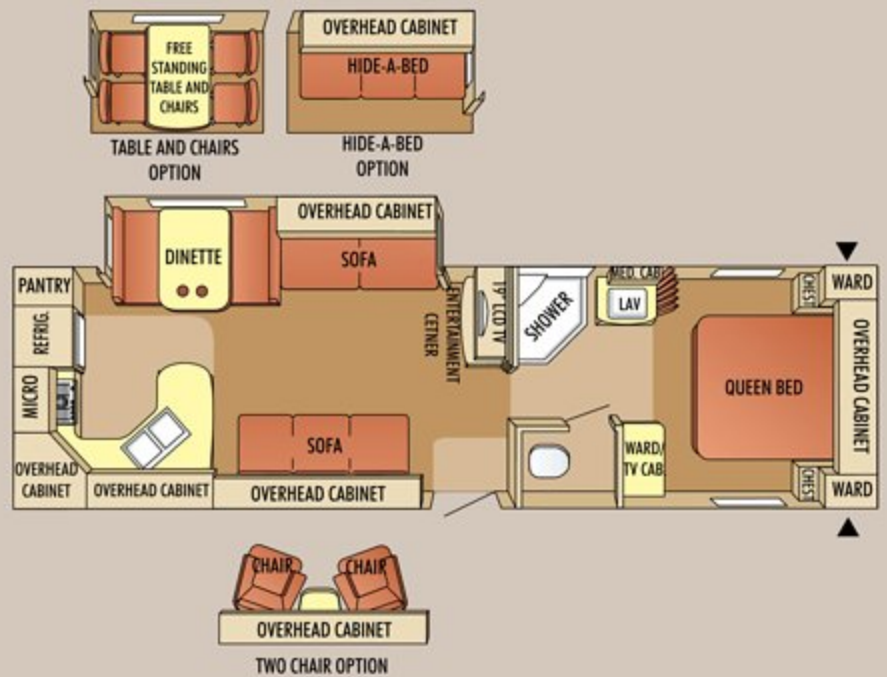 FREE
STANDING
TABLE AND
CHAIRS
TABLE AND CHAIRS
OPTION
OVERHEAD CABINET
HIDE-A-BED
HIDE-A-BED
OPTION
DINETTE
OVERHEAD CABINET
SOFA
PANTRY
REFRIG.
MICRO
OVERHEAD
CABINET
OVERHEAD CABINET
SOFA
OVERHEAD CABINET
ENTERTAINMENT
CETNER
19" LCD TV
SHOWER
MED. CAB
LAV
WARD/
TV CAB
CHEST
WARD
QUEEN BED
OVERHEAD CABINET
CHEST
WARD
CHAIR
CHAIR
OVERHEAD CABINET
TWO CHAIR OPTION